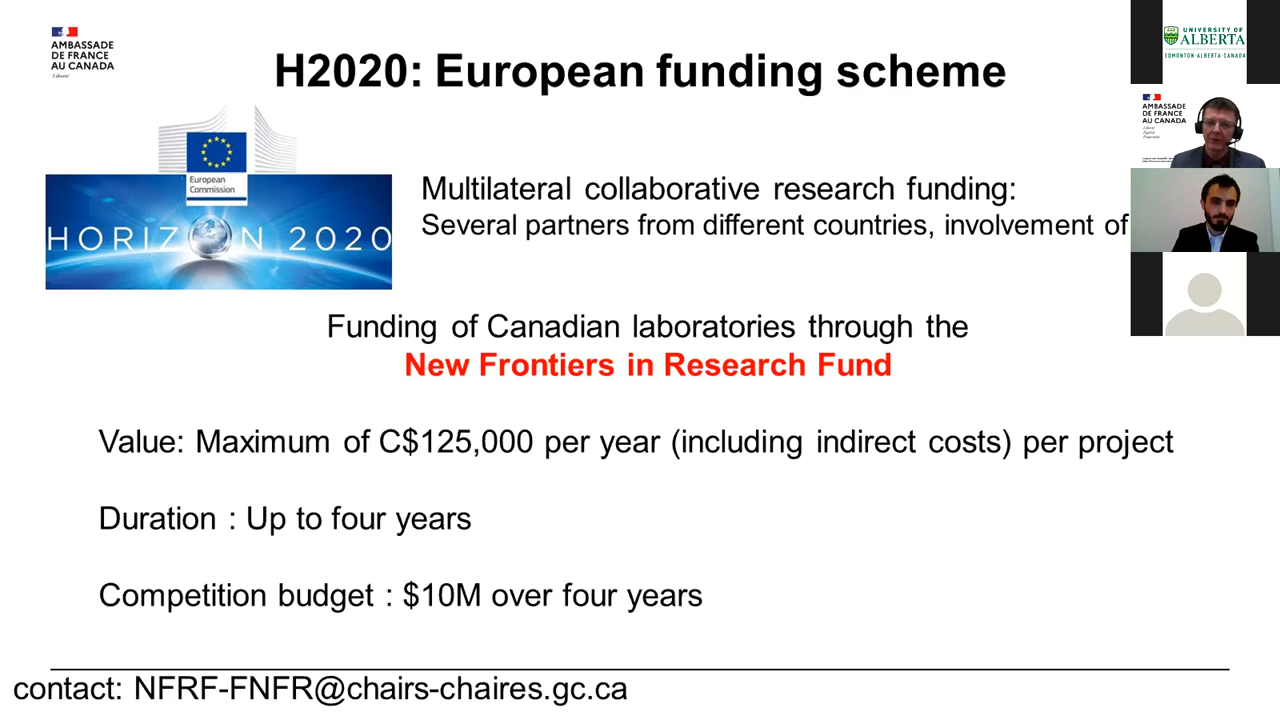 AMBASSADE
DE FRANCE
AU CANADA
Liberté
H2020: European funding scheme
UNIVERSITY OF
ALBERTA
EDMONTON·ALBERTA·CANADA
AMBASSADE
DE FRANCE
AU CANADA
Liberté
Égalité
Fraternité
European
Commission
HORIZON 2020
Multilateral collaborative research funding:
Several partners from different countries, involvement of
Funding of Canadian laboratories through the
New Frontiers in Research Fund
Value: Maximum of C$125,000 per year (including indirect costs) per project
Duration : Up to four years
Competition budget : $10M over four years
contact: NFRF-FNFR@chairs-chaires.gc.ca